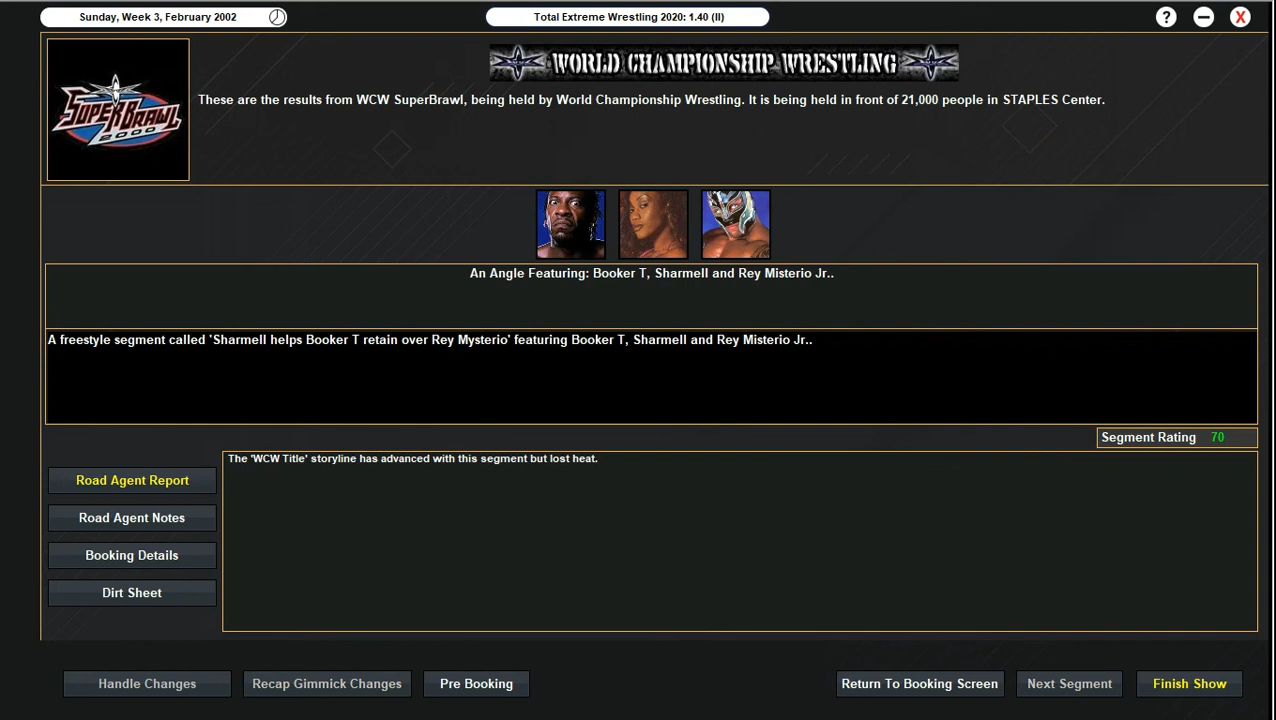 Sunday, Week 3, February 2002
Total Extreme Wrestling 2020: 1.40 (II)
?
X
SUPERBRAWL
2000
WORLD CHAMPIONSHIP WRESTLING
These are the results from WCW SuperBrawl, being held by World Championship Wrestling. It is being held in front of 21,000 people in STAPLES Center.
An Angle Featuring: Booker T, Sharmell and Rey Misterio Jr..
A freestyle segment called 'Sharmell helps Booker T retain over Rey Mysterio' featuring Booker T, Sharmell and Rey Misterio Jr..
Segment Rating 70
The 'WCW Title' storyline has advanced with this segment but lost heat.
Road Agent Report
Road Agent Notes
Booking Details
Dirt Sheet
Handle Changes
Recap Gimmick Changes
Pre Booking
Return To Booking Screen
Next Segment
Finish Show